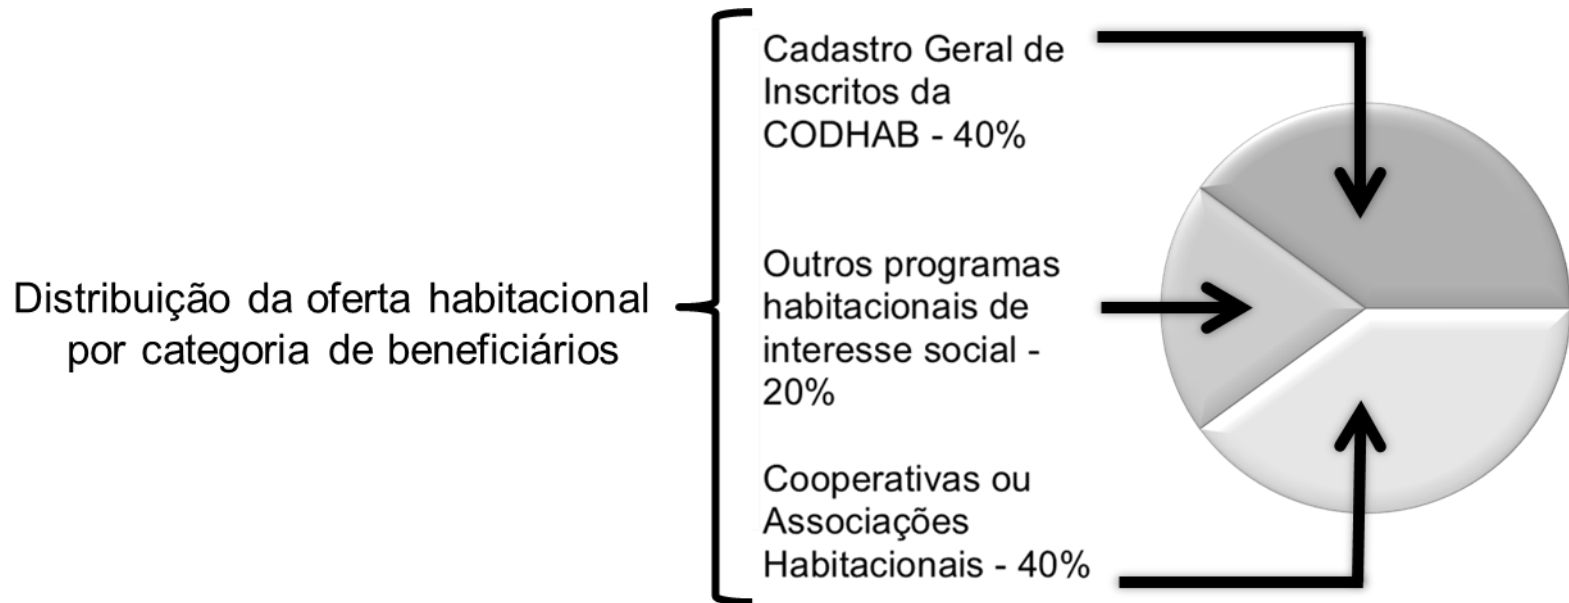 Distribuição da oferta habitacional
por categoria de beneficiários
Cadastro Geral de
Inscritos da
CODHAB - 40%
Outros programas
habitacionais de
interesse social -
20%
Cooperativas ou
Associações
Habitacionais - 40%